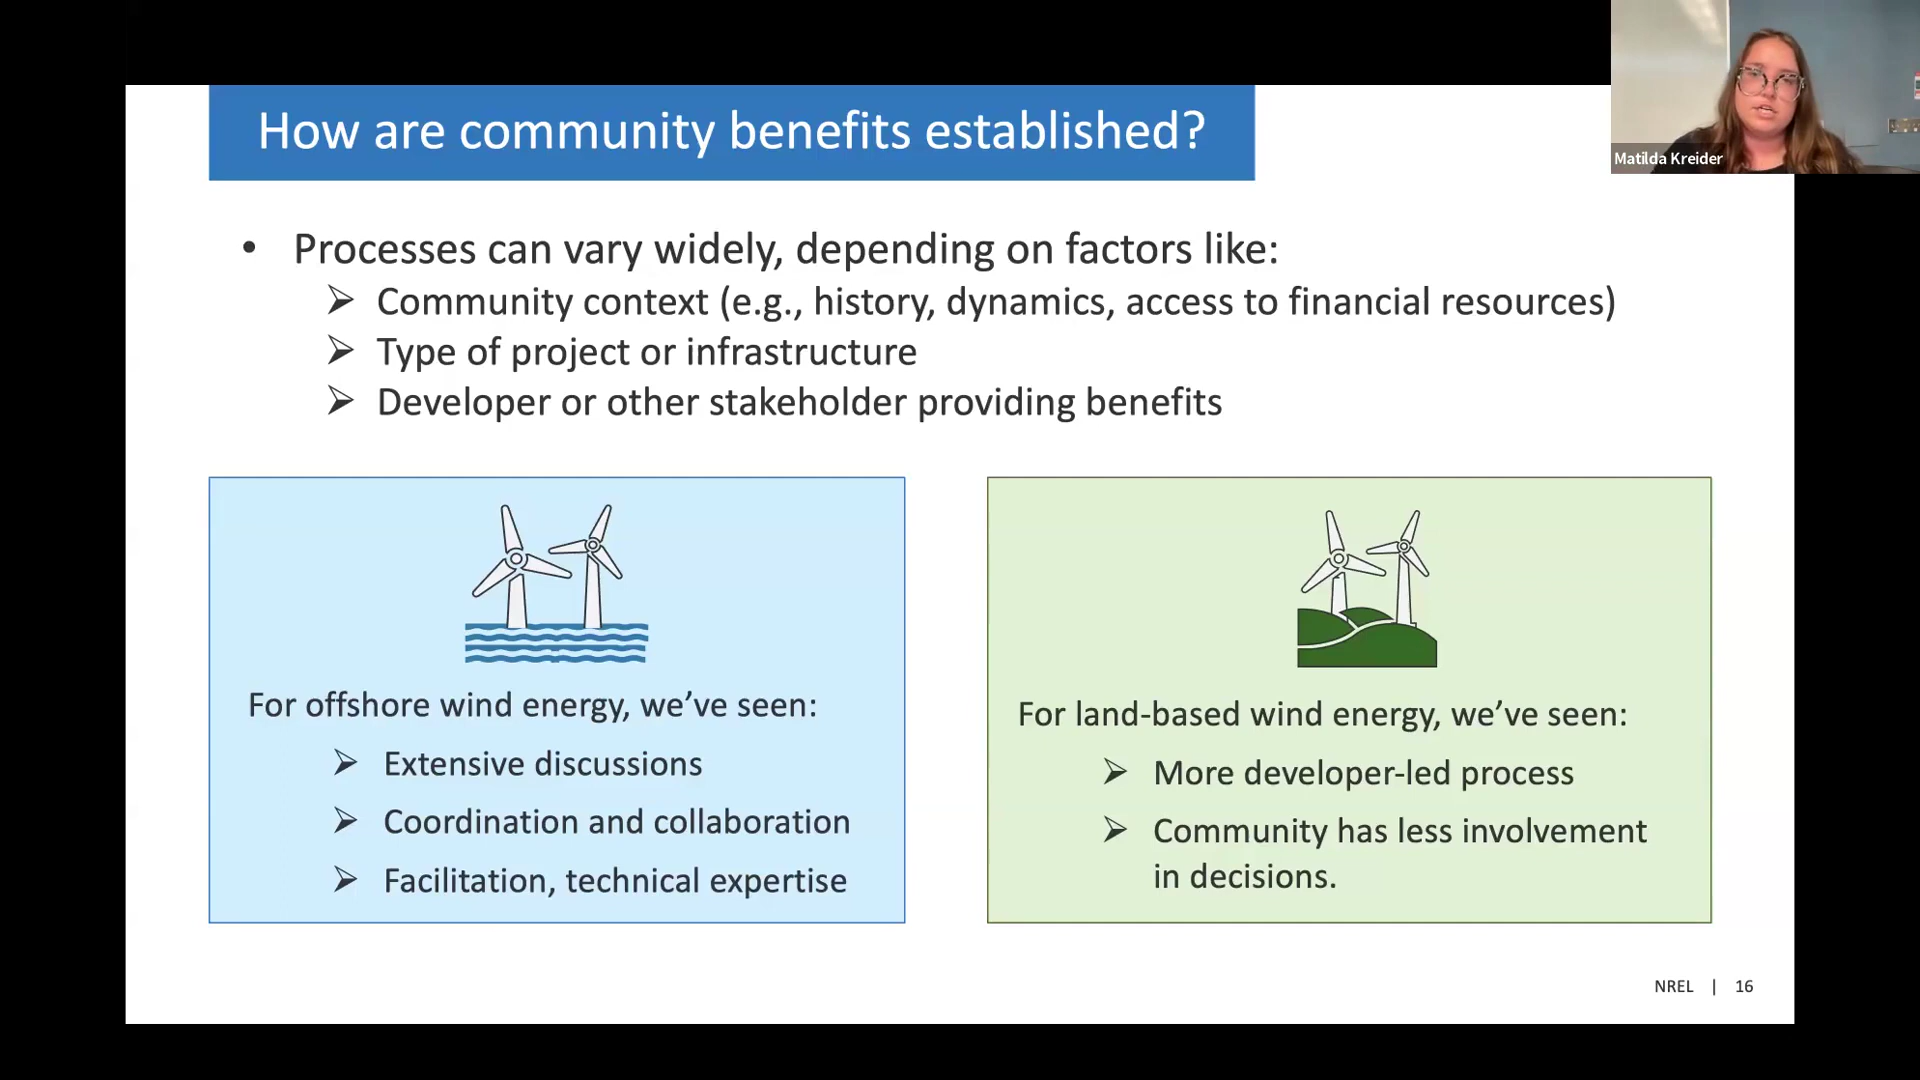 How are community benefits established?
Matilda Kreider
• Processes can vary widely, depending on factors like:
➢ Community context (e.g., history, dynamics, access to financial resources)
➢ Type of project or infrastructure
➢ Developer or other stakeholder providing benefits
For offshore wind energy, we’ve seen:
➢ Extensive discussions
➢ Coordination and collaboration
➢ Facilitation, technical expertise
For land-based wind energy, we’ve seen:
➢ More developer-led process
➢ Community has less involvement
in decisions.
NREL | 16